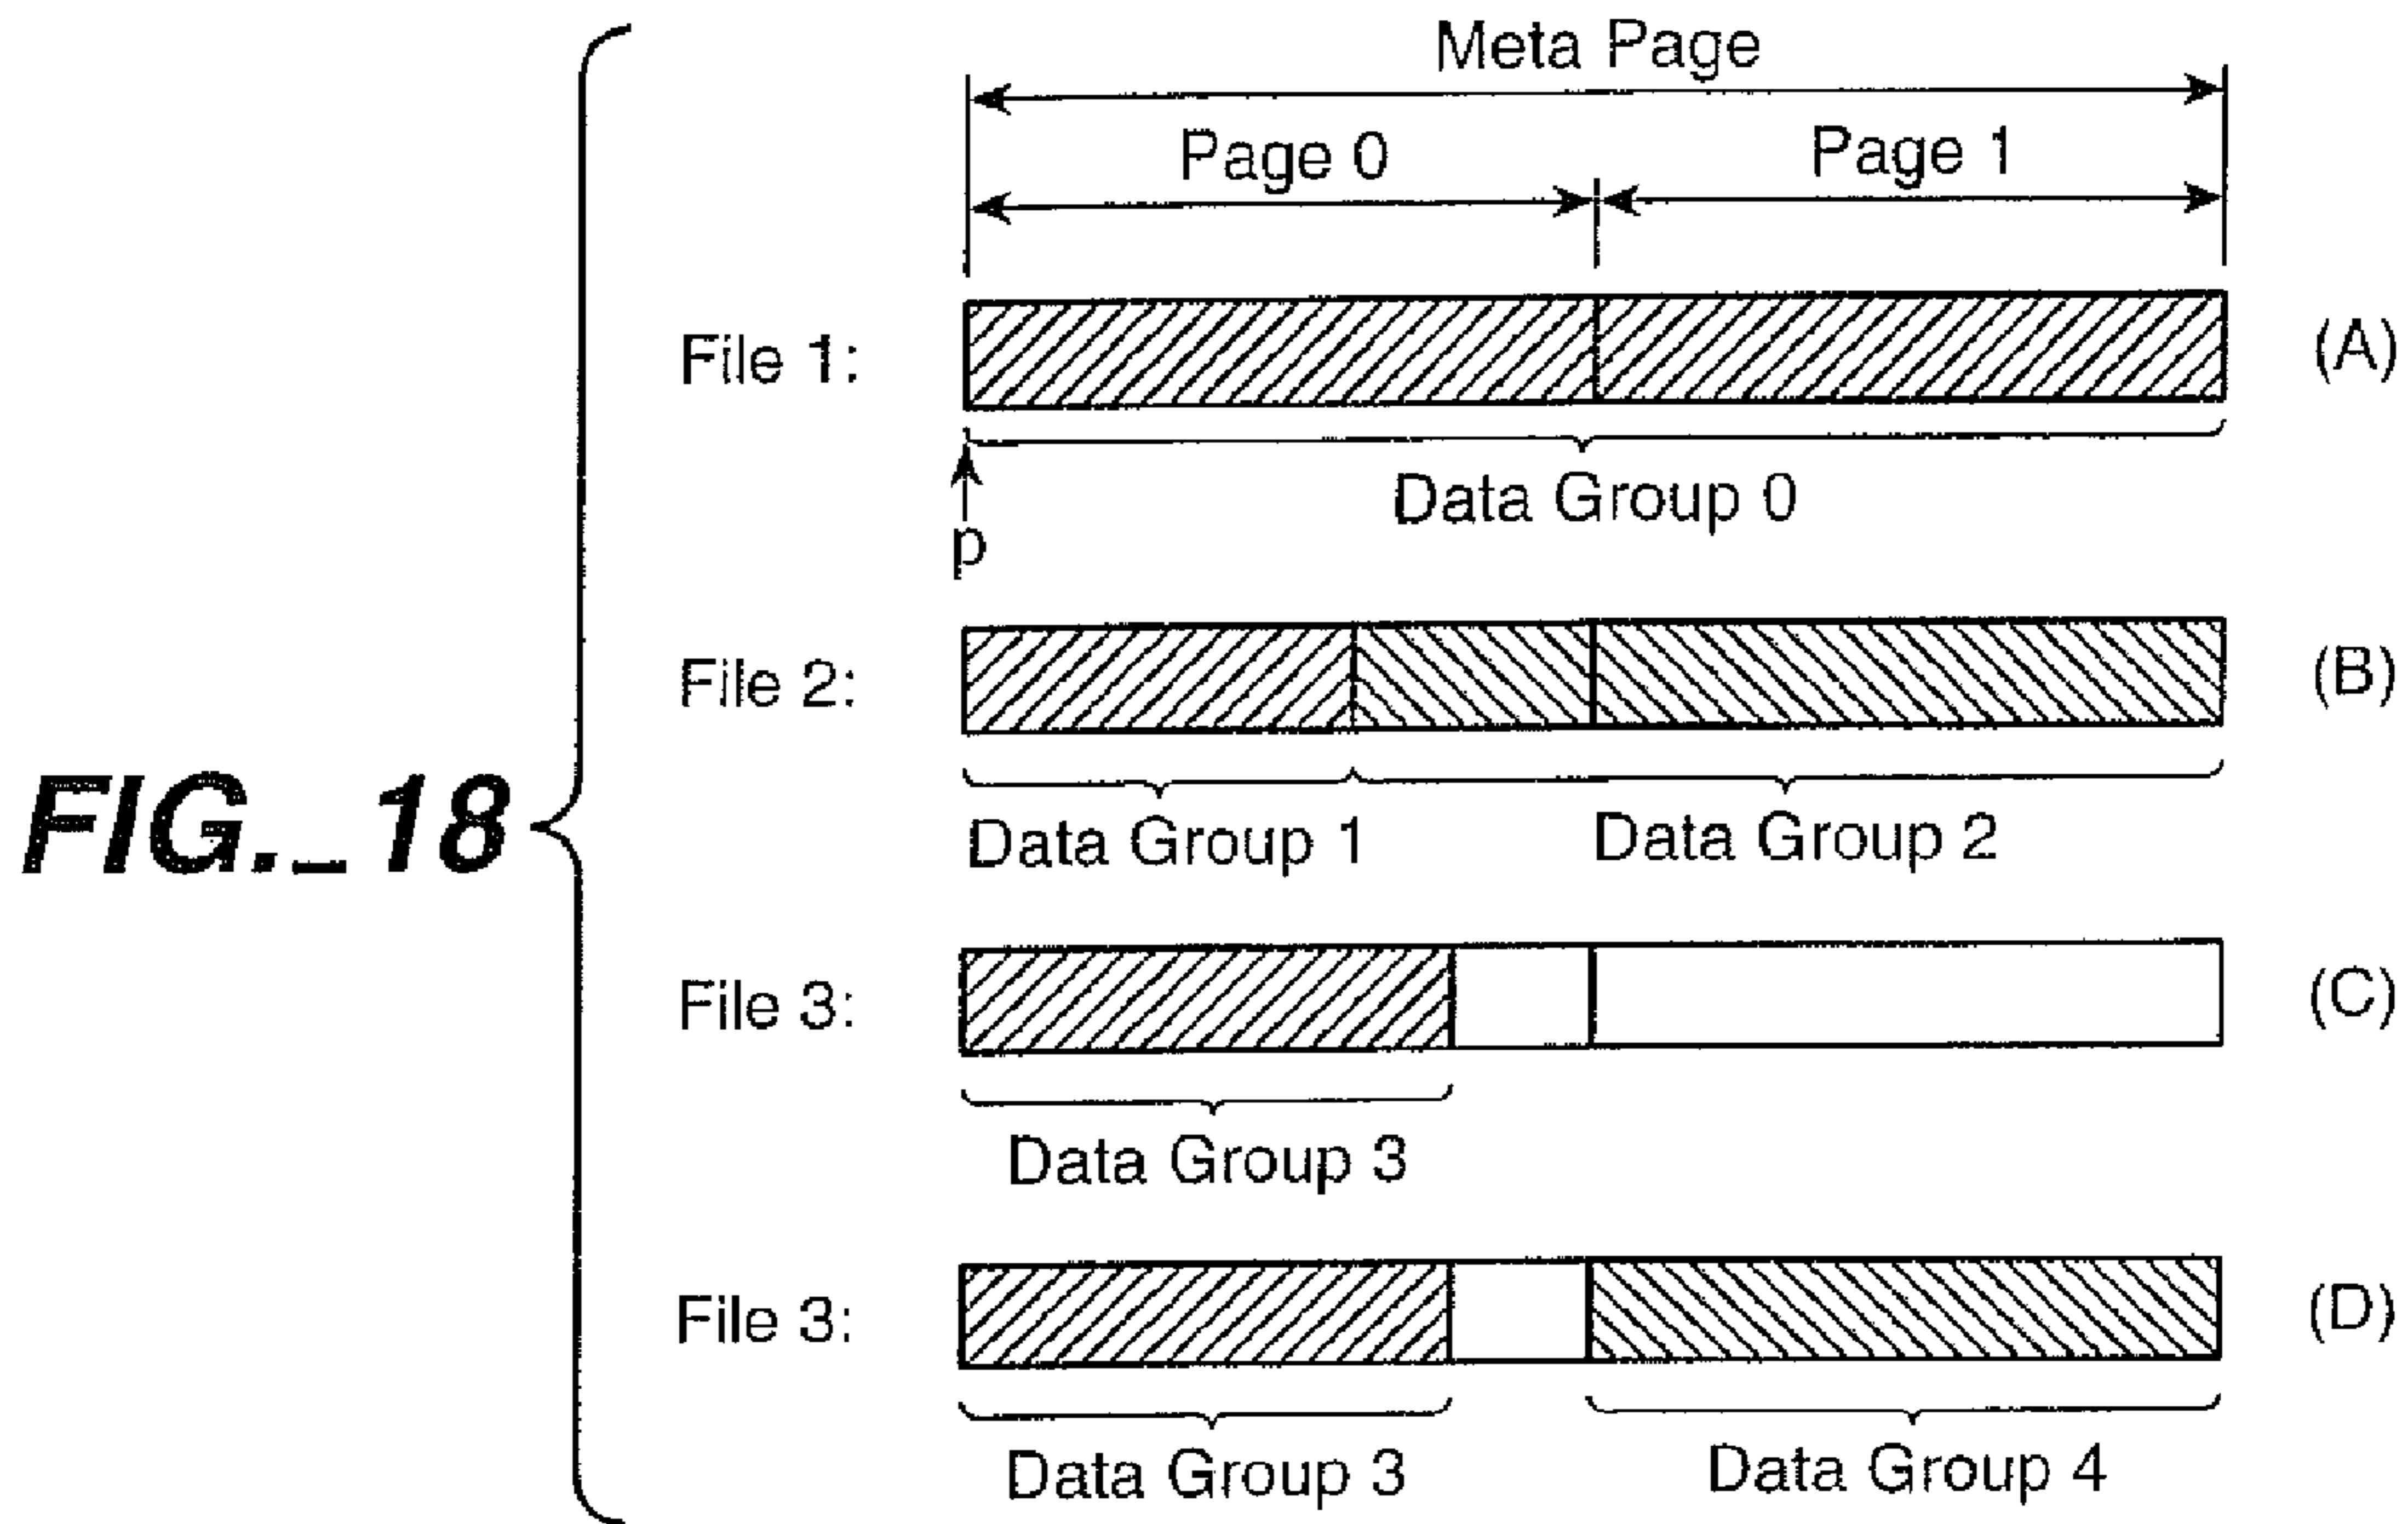 Meta Page
Page 0 Page 1
File 1: (A)
Data Group 0
p
File 2: (B)
FIG._18
Data Group 1 Data Group 2
File 3: (C)
Data Group 3
File 3: (D)
Data Group 3 Data Group 4